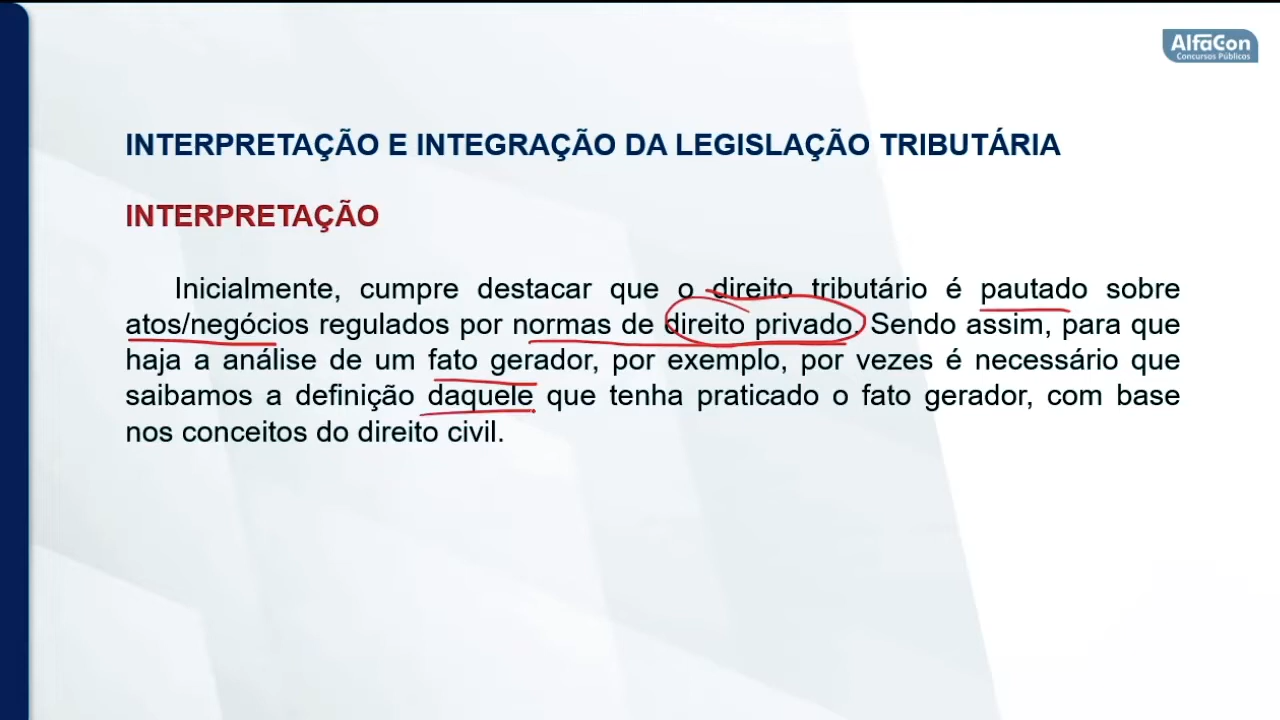 AlfaCon
Concursos Públicos
INTERPRETAÇÃO E INTEGRAÇÃO DA LEGISLAÇÃO TRIBUTÁRIA
INTERPRETAÇÃO
Inicialmente, cumpre destacar que o direito tributário é pautado sobre
atos/negócios regulados por normas de direito privado. Sendo assim, para que
haja a análise de um fato gerador, por exemplo, por vezes é necessário que
saibamos a definição daquele que tenha praticado o fato gerador, com base
nos conceitos do direito civil.